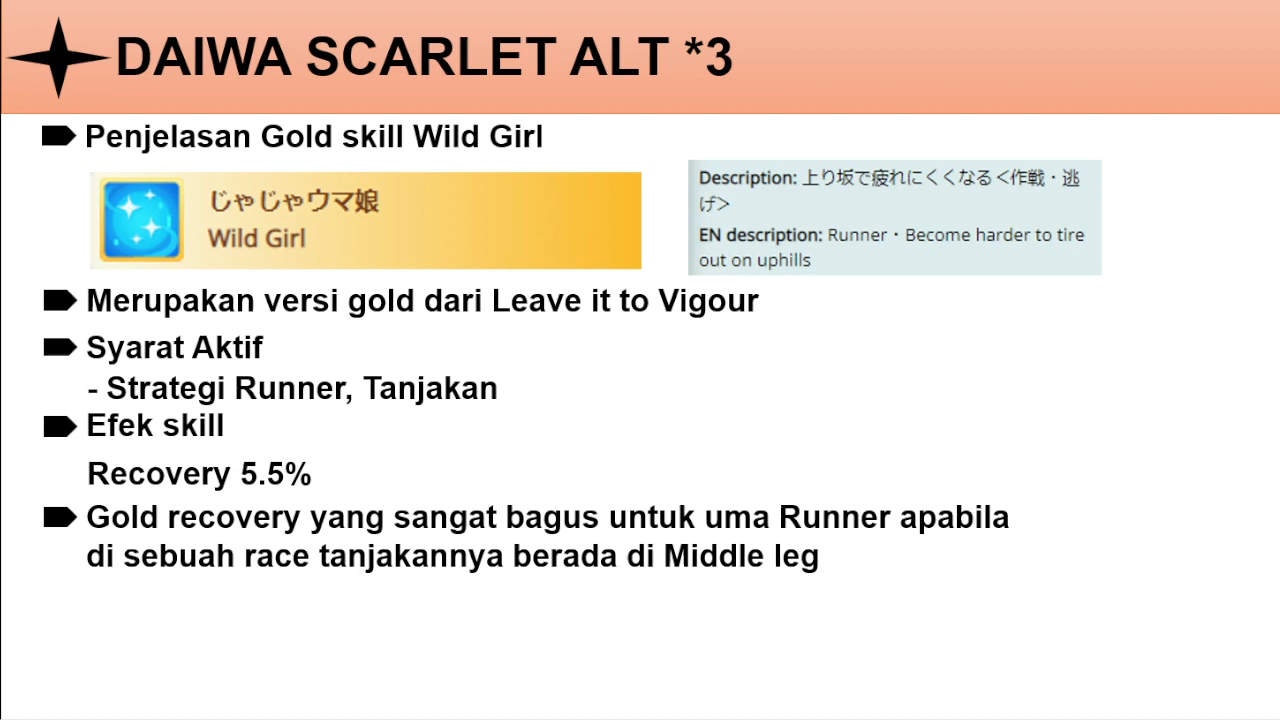 DAIWA SCARLET ALT *3
Penjelasan Gold skill Wild Girl
じゃじゃウマ娘
Wild Girl
Description: 上り坂で疲れにくくなる<作戦・逃
げ>
EN description: Runner・Become harder to tire
out on uphills
Merupakan versi gold dari Leave it to Vigour
Syarat Aktif
- Strategi Runner, Tanjakan
Efek skill
Recovery 5.5%
Gold recovery yang sangat bagus untuk uma Runner apabila
di sebuah race tanjakannya berada di Middle leg